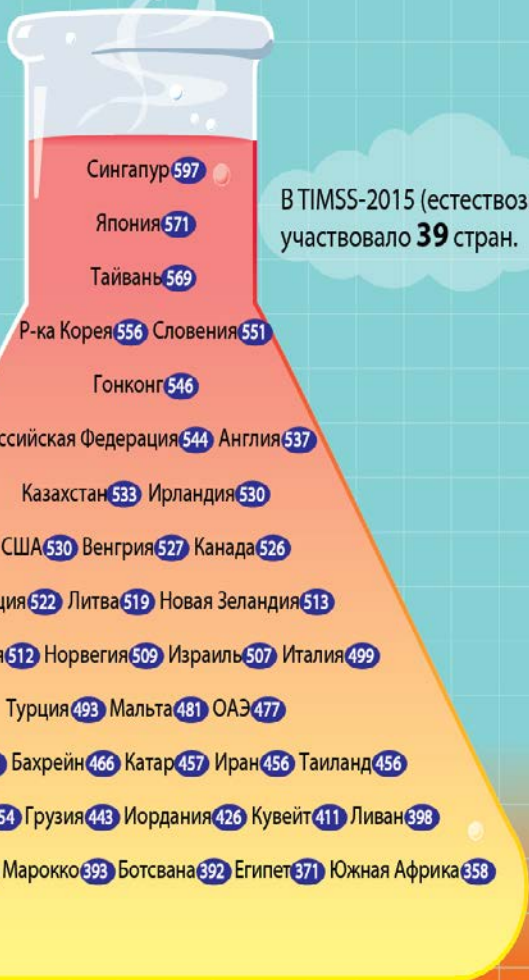 Сингапур 597
В TIMSS-2015 (естествоз
участвовало 39 стран.
Япония 571
Тайвань 569
Р-ка Корея 556 Словения 551
Гонконг 546
ссийская Федерация 544 Англия 537
Казахстан 533 Ирландия 530
США 530 Венгрия 527 Канада 526
ция 522 Литва 519 Новая Зеландия 513
я 512 Норвегия 509 Израиль 507 Италия 499
Турция 493 Мальта 481 ОАЭ 477
Бахрейн 466 Катар 457 Иран 456 Таиланд 456
54 Грузия 443 Иордания 426 Кувейт 411 Ливан 398
Марокко 393 Ботсвана 392 Египет 371 Южная Африка 358